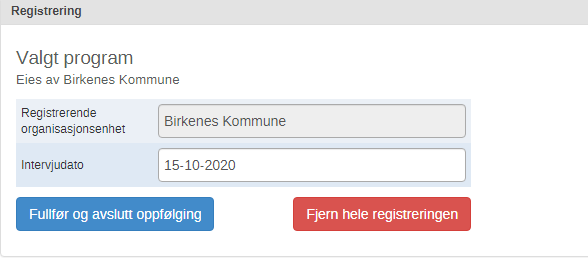 Registrering
Valgt program
Eies av Birkenes Kommune
Registrerende
organisasjonsenhet
Birkenes Kommune
Intervjudato
15-10-2020
Fullfør og avslutt oppfølging
Fjern hele registreringen